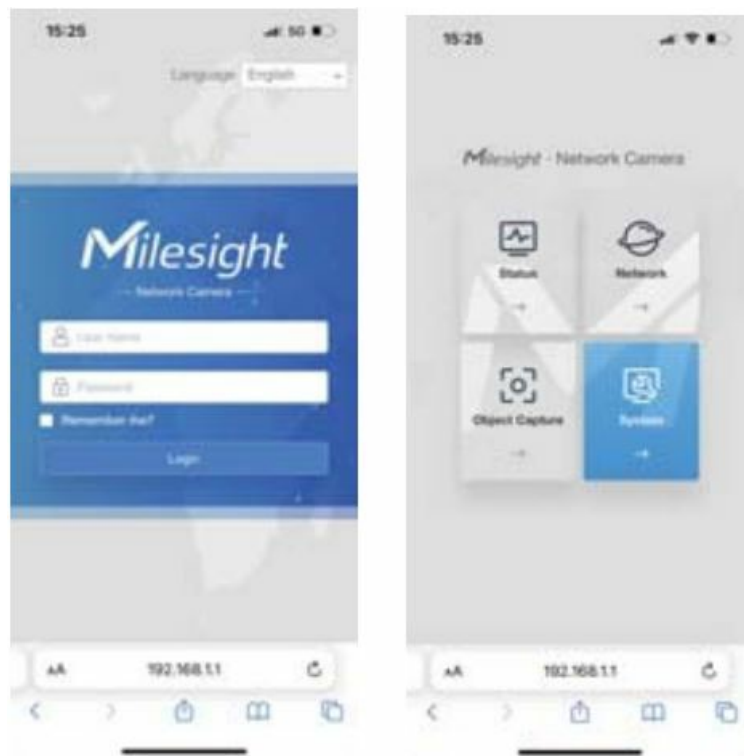 15:25
5G
Language English
Milesight
Network Camera
User Name
Password
Remember me?
Login
AA 192.168.1.1
15:25
Milesight - Network Camera
Status
Network
Object Capture
System
AA 192.168.1.1